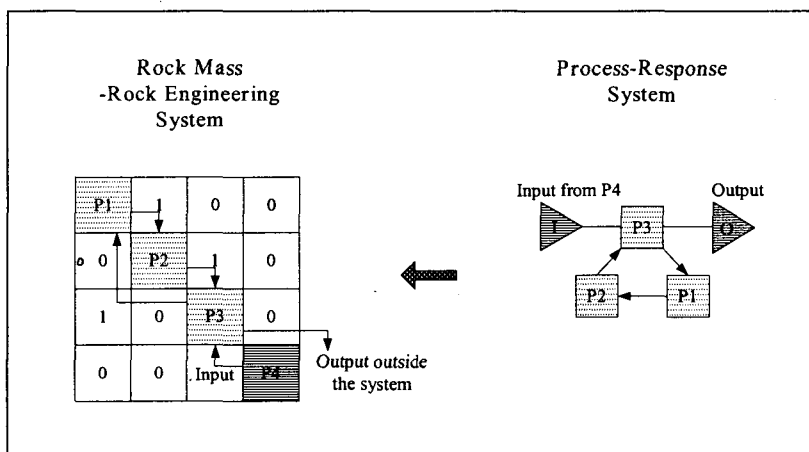 Rock Mass
-Rock Engineering
System
P1 1 0 0
0 P2 1 0
1 0 P3 0
0 0 Input P4
Output outside
the system
Process-Response
System
Input from P4 Output
I P3 O
P2 P1